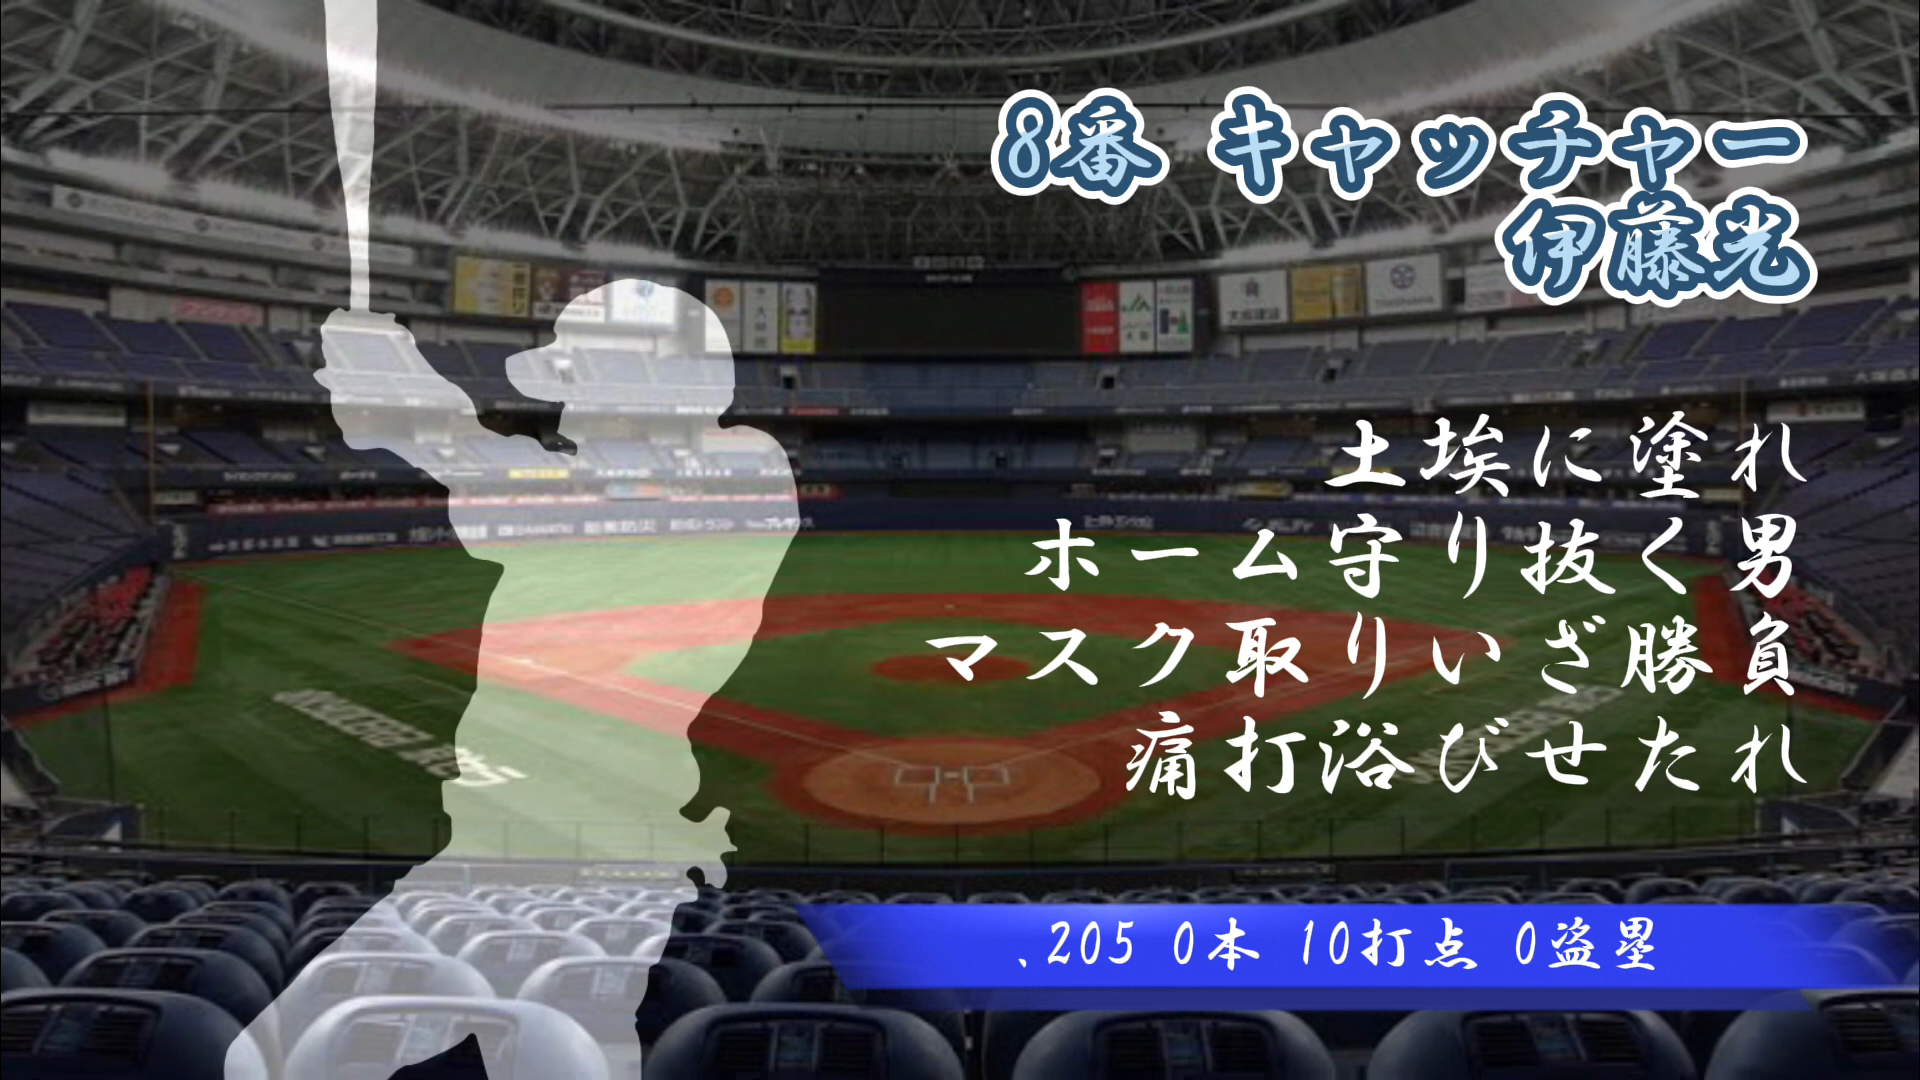 8番 キャッチャー
伊藤光
土埃に塗れ
ホーム守り抜く男
マスク取りいざ勝負
痛打浴びせたれ
.205 0本 10打点 0盗塁